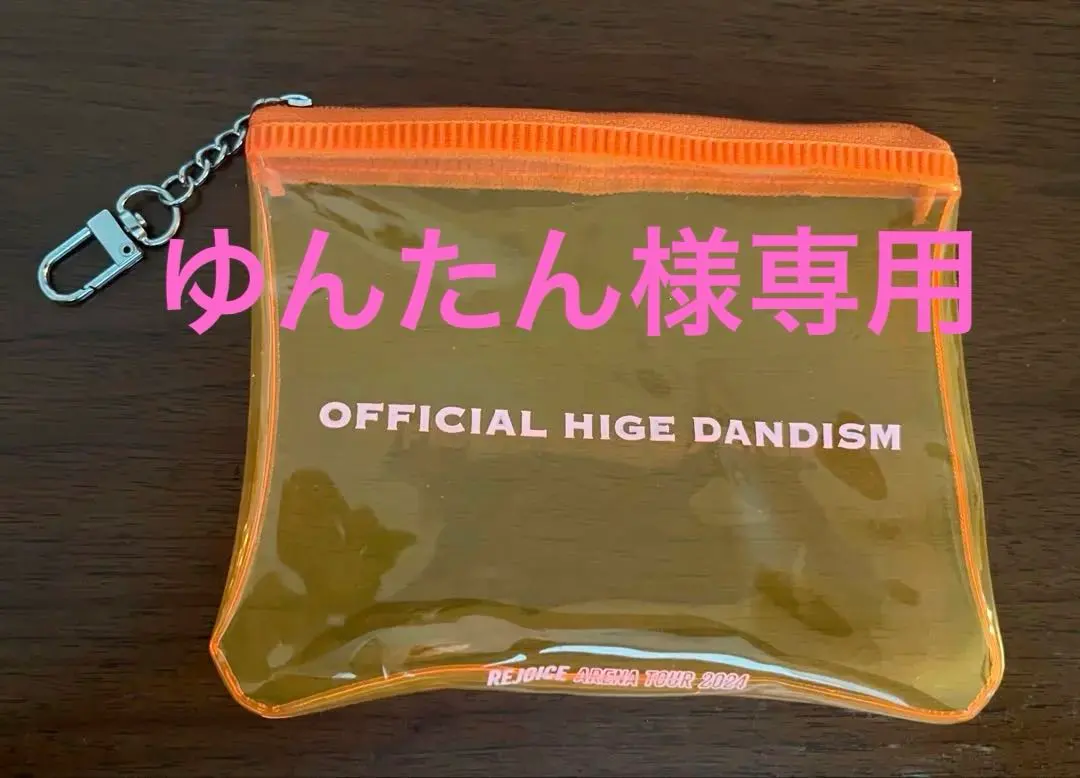 ゆんたん様専用
OFFICIAL HIGE DANDISM
REJOICE ARENA TOUR 2024